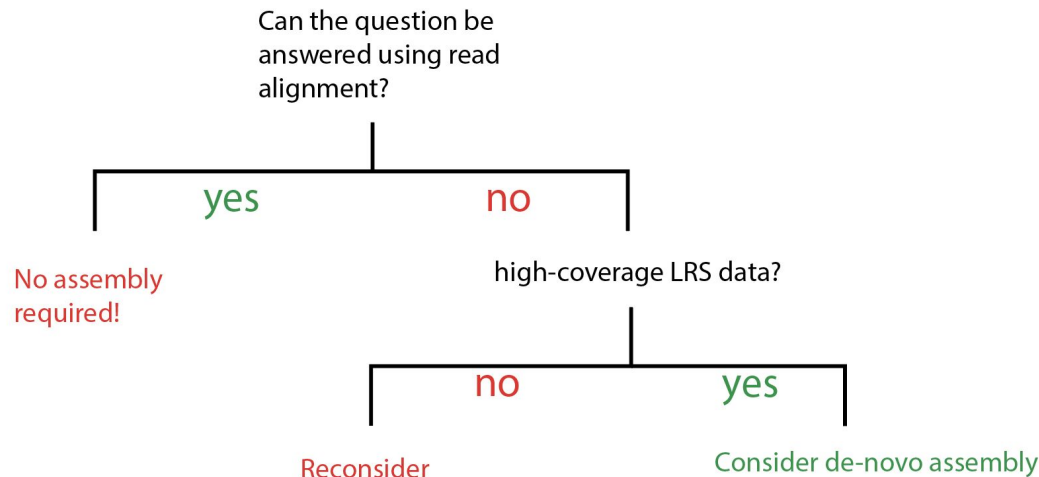 Can the question be
answered using read
alignment?
yes
no
No assembly
required!
high-coverage LRS data?
no
yes
Reconsider
Consider de-novo assembly